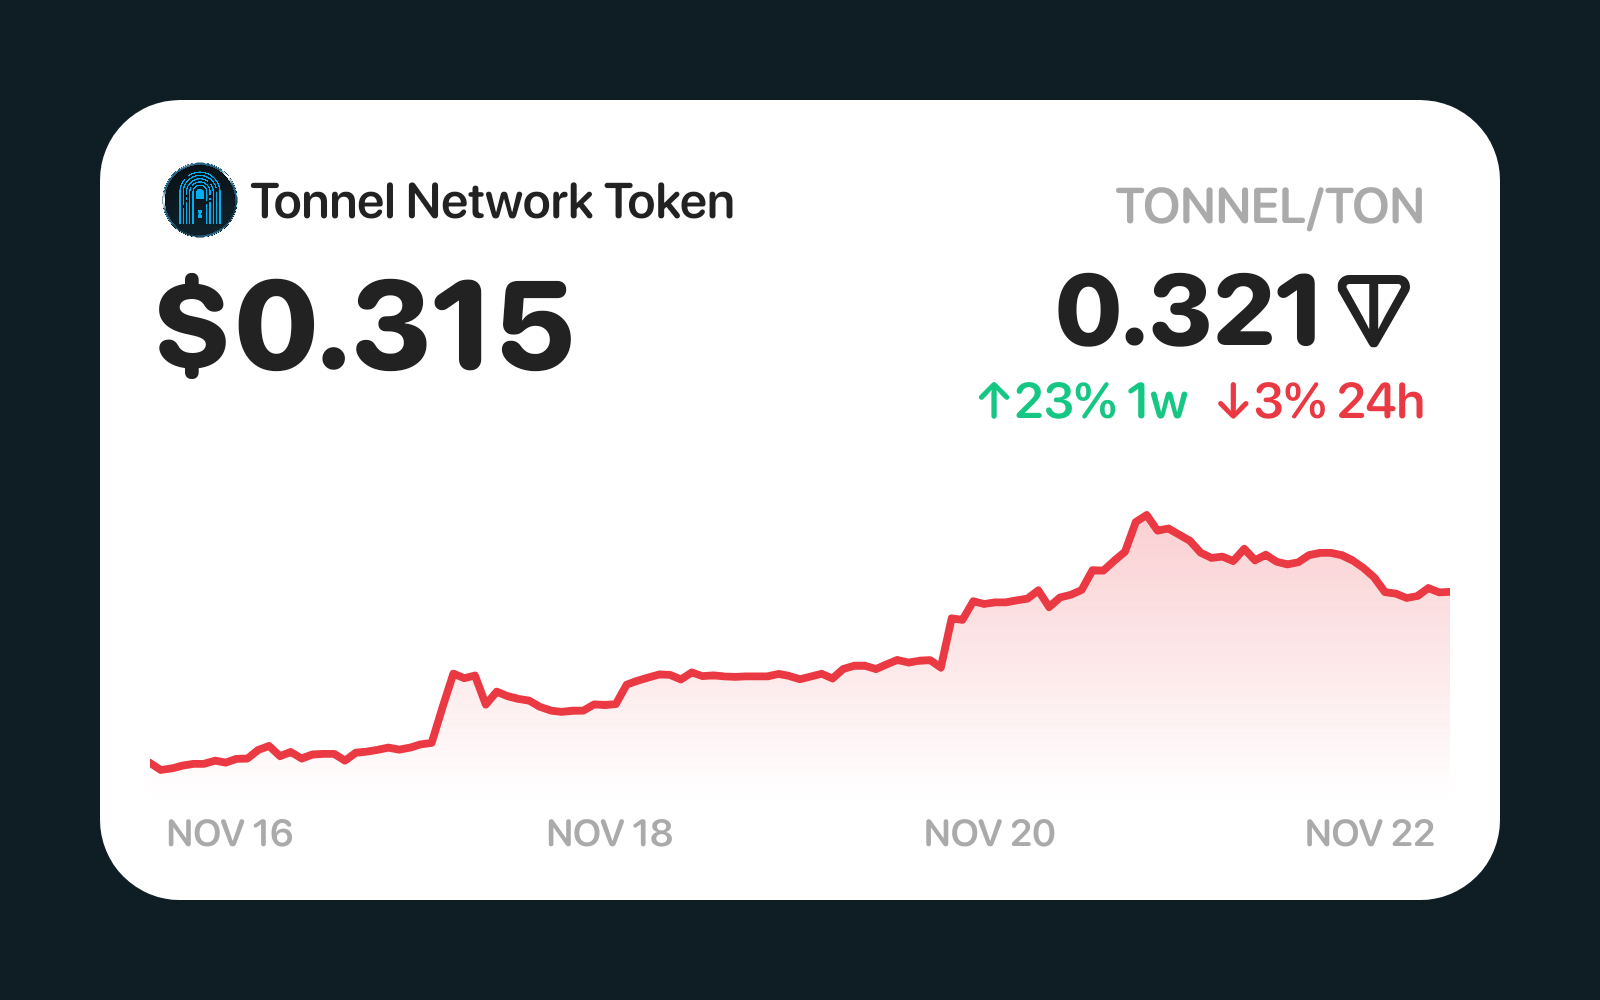 Tonnel Network Token
TONNEL/TON
$0.315
0.321
↑23% 1w ↓3% 24h
NOV 16 NOV 18 NOV 20 NOV 22